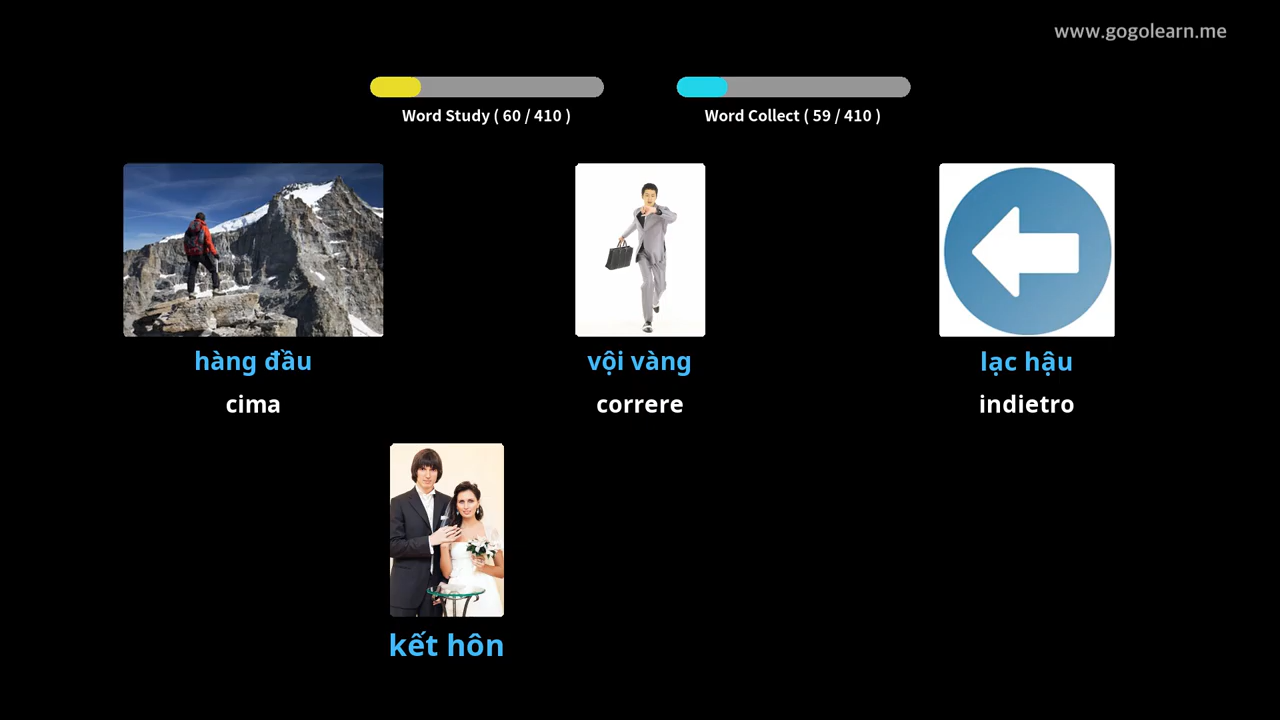 www.gogolearn.me
Word Study ( 60 / 410 )
Word Collect ( 59 / 410 )
hàng đầu
vội vàng
lạc hậu
cima
correre
indietro
kết hôn